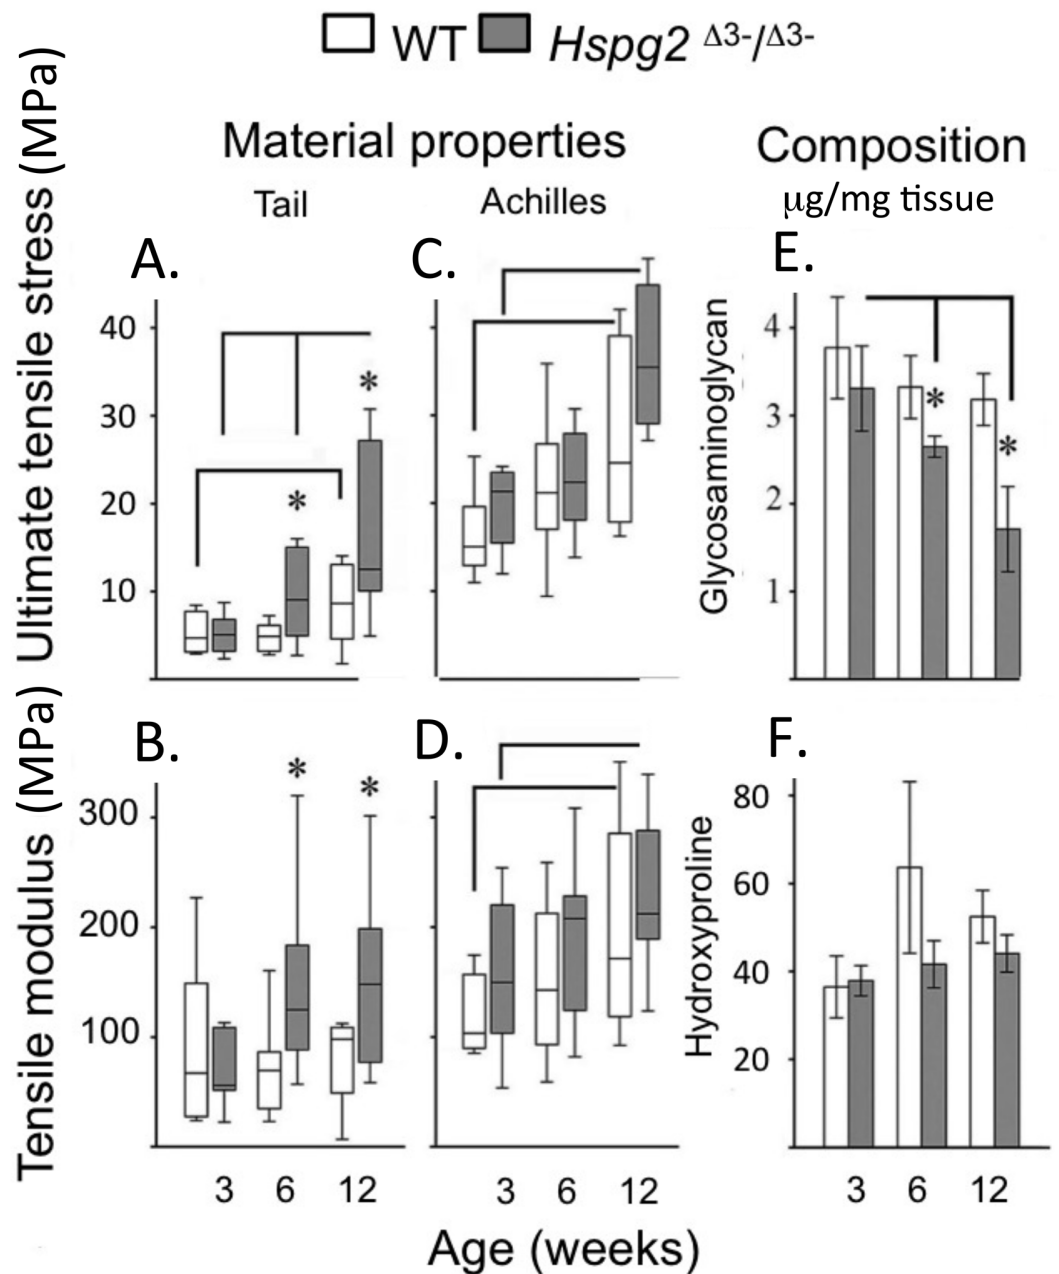 WT Hspg2 Δ3-/Δ3-
Material properties
Composition
Tail
Achilles
μg/mg tissue
Ultimate tensile stress (MPa)
A.
40
30
20
10
*
*
C.
E.
Glycosaminoglycan
4
3
2
1
*
*
Tensile modulus (MPa)
B.
300
200
100
*
*
D.
F.
Hydroxyproline
80
60
40
20
3 6 12
3 6 12
3 6 12
Age (weeks)